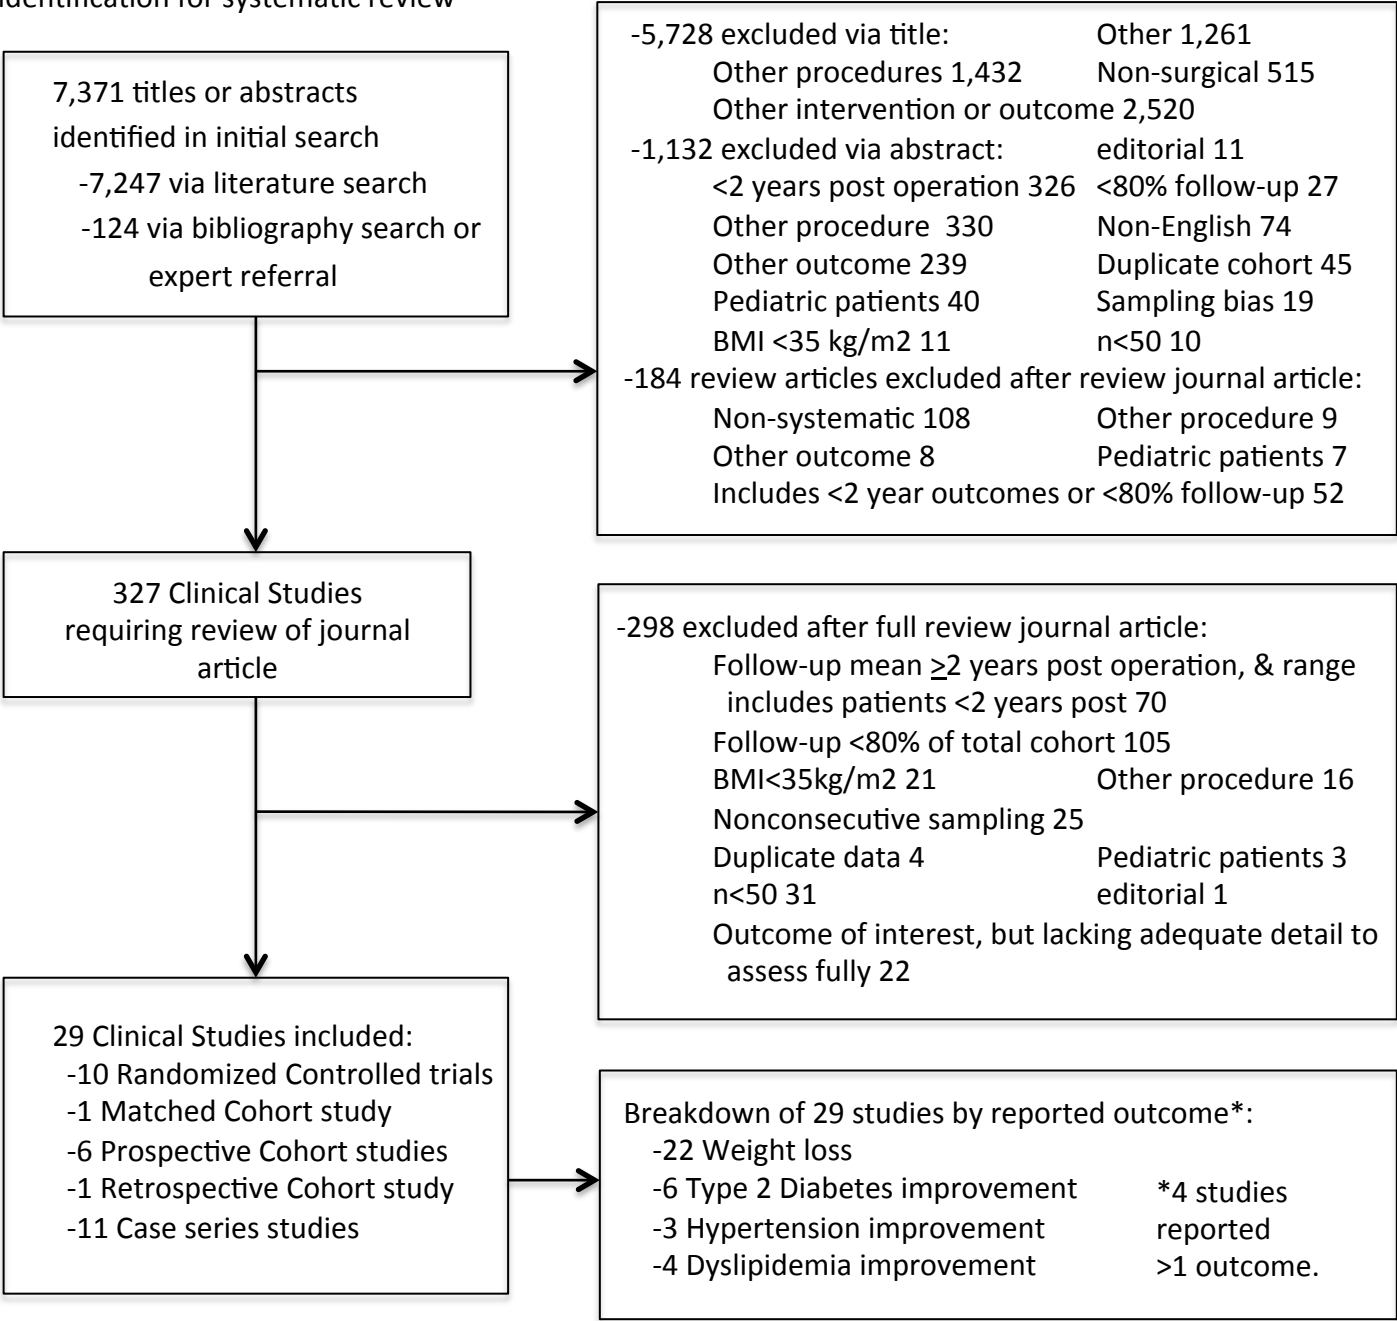 identification for systematic review
7,371 titles or abstracts
identified in initial search
-7,247 via literature search
-124 via bibliography search or
expert referral
-5,728 excluded via title: Other 1,261
Other procedures 1,432 Non-surgical 515
Other intervention or outcome 2,520
-1,132 excluded via abstract: editorial 11
<2 years post operation 326 <80% follow-up 27
Other procedure 330 Non-English 74
Other outcome 239 Duplicate cohort 45
Pediatric patients 40 Sampling bias 19
BMI <35 kg/m2 11 n<50 10
-184 review articles excluded after review journal article:
Non-systematic 108 Other procedure 9
Other outcome 8 Pediatric patients 7
Includes <2 year outcomes or <80% follow-up 52
327 Clinical Studies
requiring review of journal
article
-298 excluded after full review journal article:
Follow-up mean ≥2 years post operation, & range
includes patients <2 years post 70
Follow-up <80% of total cohort 105
BMI<35kg/m2 21 Other procedure 16
Nonconsecutive sampling 25
Duplicate data 4 Pediatric patients 3
n<50 31 editorial 1
Outcome of interest, but lacking adequate detail to
assess fully 22
29 Clinical Studies included:
-10 Randomized Controlled trials
-1 Matched Cohort study
-6 Prospective Cohort studies
-1 Retrospective Cohort study
-11 Case series studies
Breakdown of 29 studies by reported outcome*:
-22 Weight loss
-6 Type 2 Diabetes improvement
-3 Hypertension improvement
-4 Dyslipidemia improvement
*4 studies
reported
>1 outcome.